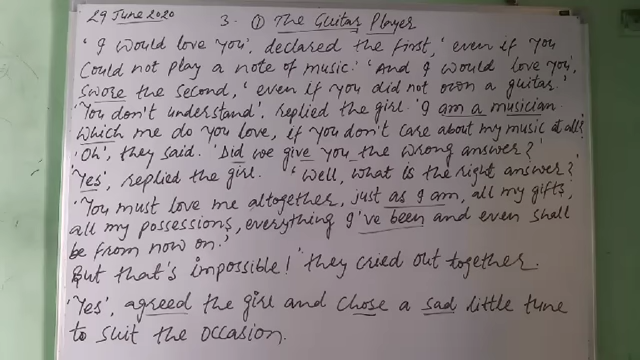 29 June 2020
3. ① The Guitar Player
'I would love you', declared the first, 'even if you
could not play a note of music.' 'And I would love you,
swore the second, 'even if you did not own a guitar.'
'You don't understand', replied the girl. 'I am a musician.
Which me do you love, if you don't care about my music at all?
'Oh', they said. 'Did we give you the wrong answer?'
'Yes', replied the girl. 'Well, what is the right answer?'
'You must love me altogether, just as I am, all my gifts,
all my possessions, everything I've been and even shall
be from now on.'
But that's impossible!' they cried out together.
'Yes', agreed the girl and chose a sad little tune
to suit the occasion.